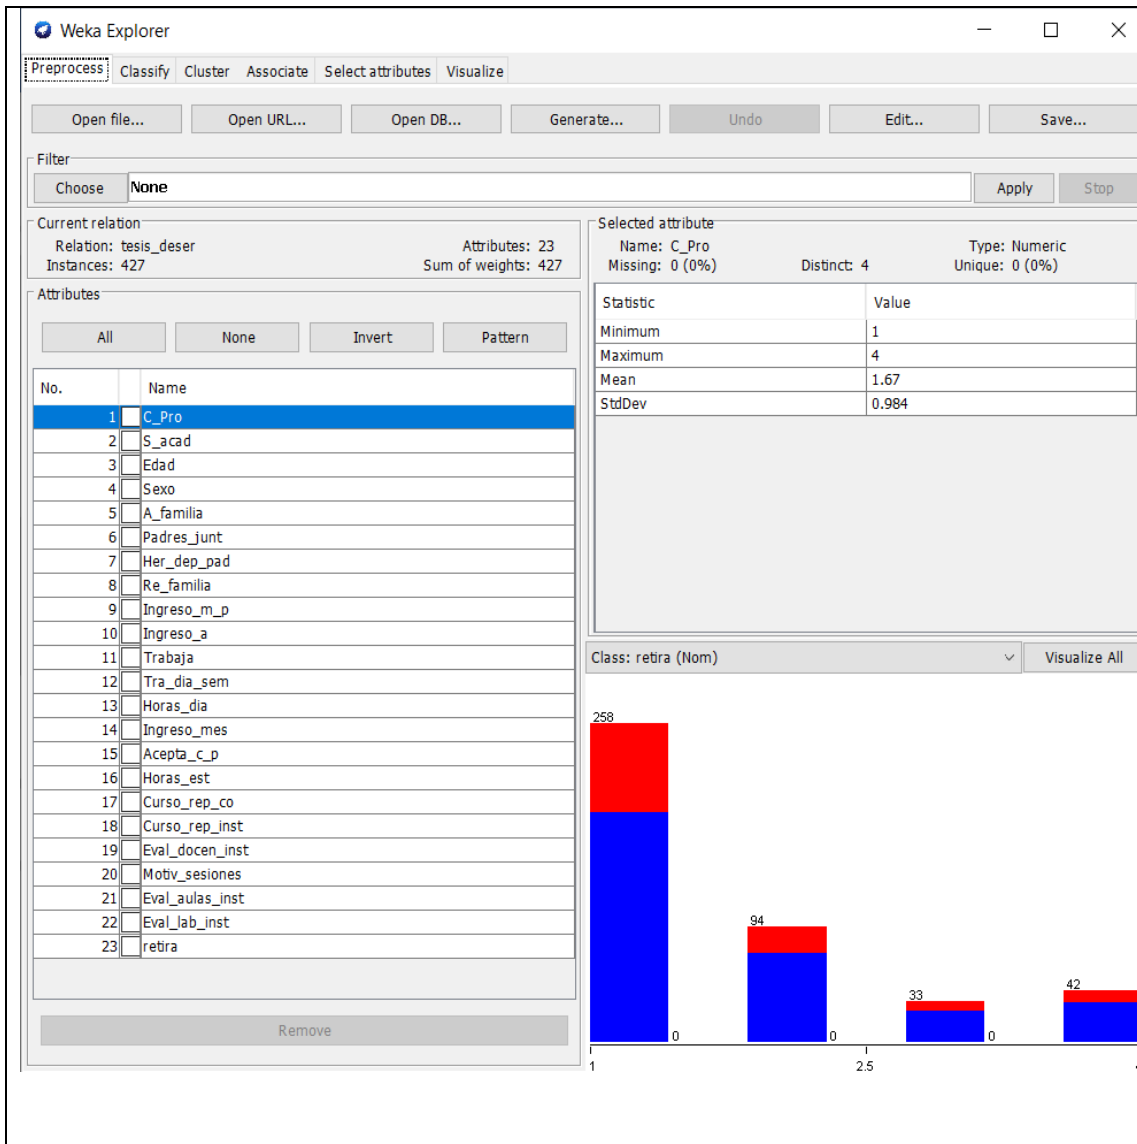 Weka Explorer
Preprocess Classify Cluster Associate Select attributes Visualize
Open file... Open URL... Open DB... Generate... Undo Edit... Save...
Filter
Choose None Apply Stop
Current relation
Relation: tesis_deser Attributes: 23
Instances: 427 Sum of weights: 427
Attributes
All None Invert Pattern
No. Name
1 C_Pro
2 S_acad
3 Edad
4 Sexo
5 A_familia
6 Padres_junt
7 Her_dep_pad
8 Re_familia
9 Ingreso_m_p
10 Ingreso_a
11 Trabaja
12 Tra_dia_sem
13 Horas_dia
14 Ingreso_mes
15 Acepta_c_p
16 Horas_est
17 Curso_rep_co
18 Curso_rep_inst
19 Eval_docen_inst
20 Motiv_sesiones
21 Eval_aulas_inst
22 Eval_lab_inst
23 retira
Remove
Selected attribute
Name: C_Pro Type: Numeric
Missing: 0 (0%) Distinct: 4 Unique: 0 (0%)
Statistic Value
Minimum 1
Maximum 4
Mean 1.67
StdDev 0.984
Class: retira (Nom) Visualize All
258
94
33
42
0 0 0
1 2.5